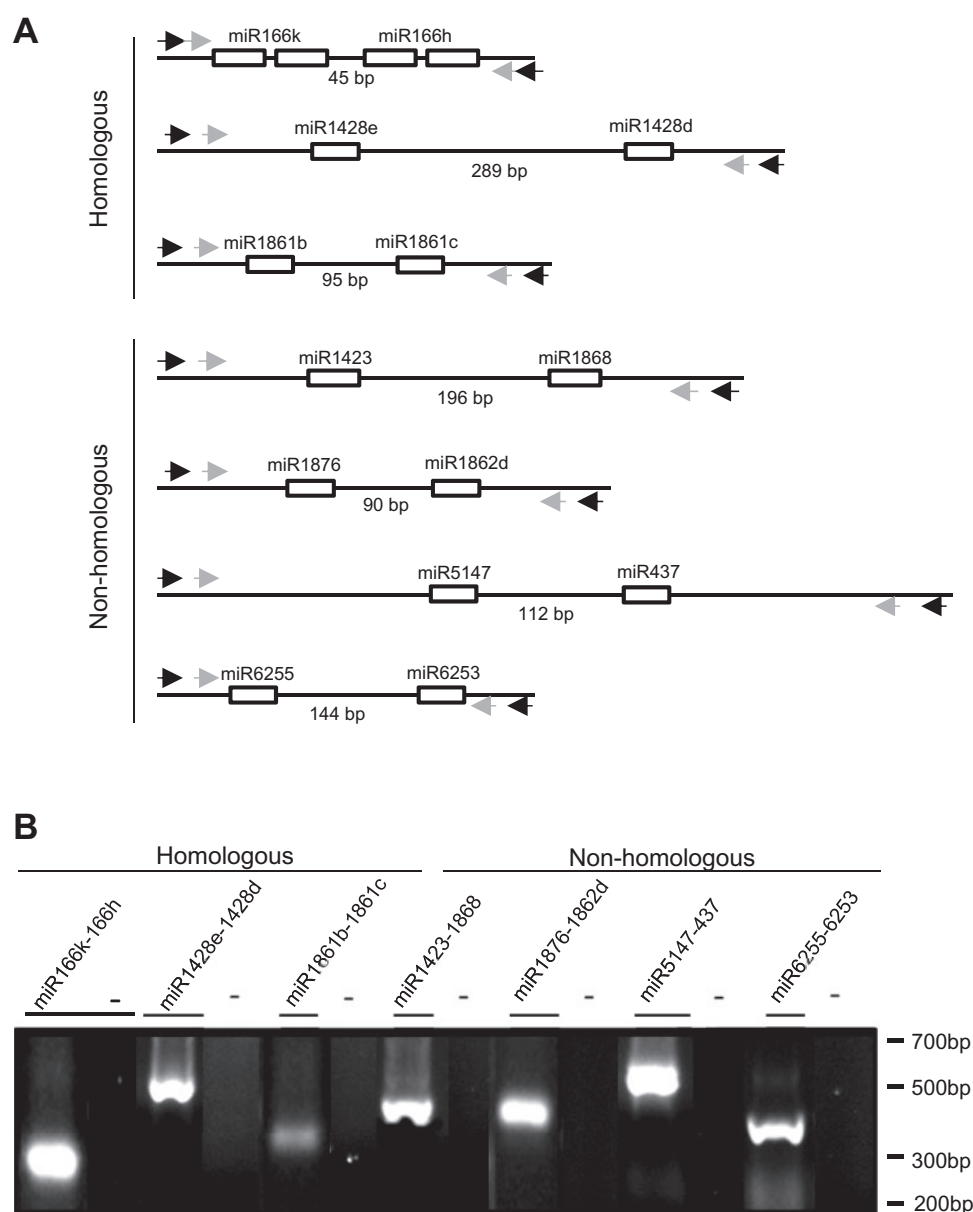 A
Homologous
miR166k miR166h
45 bp
miR1428e miR1428d
289 bp
miR1861b miR1861c
95 bp
Non-homologous
miR1423 miR1868
196 bp
miR1876 miR1862d
90 bp
miR5147 miR437
112 bp
miR6255 miR6253
144 bp
B
Homologous Non-homologous
miR166k-166h - miR1428e-1428d - miR1861b-1861c - miR1423-1868 - miR1876-1862d - miR5147-437 - miR6255-6253 -
700bp
500bp
300bp
200bp